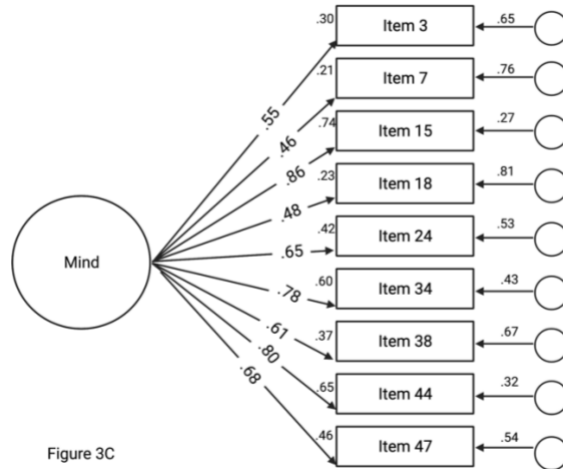 .30 Item 3 .65
.55
.21 Item 7 .76
.46
.74 Item 15 .27
.86
.23 Item 18 .81
.48
.42 Item 24 .53
.65
.60 Item 34 .43
.78
Mind
.37 Item 38 .67
.61
.65 Item 44 .32
.80
.46 Item 47 .54
.68
Figure 3C